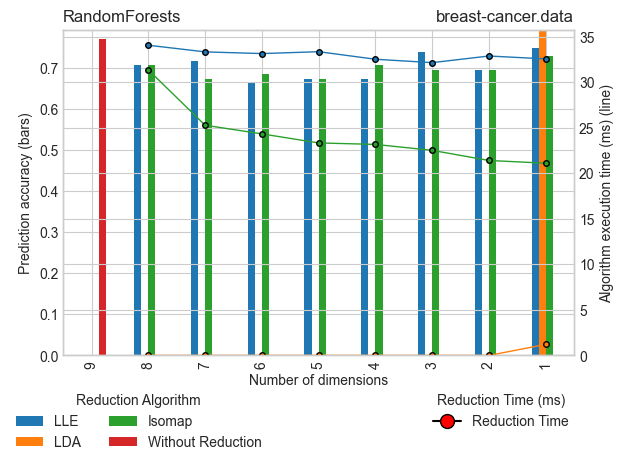 RandomForests
breast-cancer.data
Prediction accuracy (bars)
0.7
0.6
0.5
0.4
0.3
0.2
0.1
0.0
35
30
25
20
15
10
5
0
Algorithm execution time (ms) (line)
9 8 7 6 5 4 3 2 1
Number of dimensions
Reduction Algorithm
LLE
LDA
Isomap
Without Reduction
Reduction Time (ms)
Reduction Time